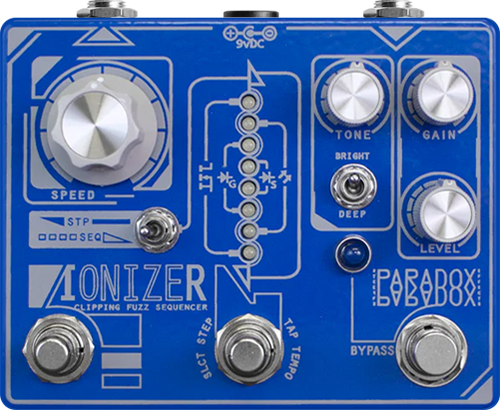 9VDC
SPEED
TONE
GAIN
BRIGHT
DEEP
G
S
STP
SEQ
LEVEL
IONIZER
CLIPPING FUZZ SEQUENCER
PARADOX
SLCT STEP
TAP TEMPO
BYPASS